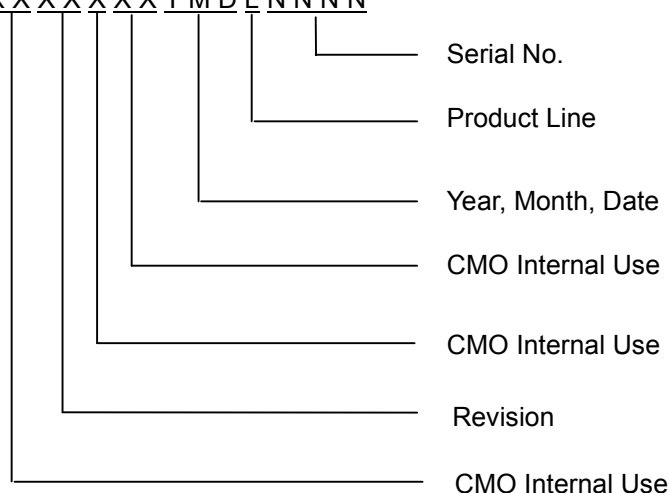 X X X X X X X Y M D L N N N N
Serial No.
Product Line
Year, Month, Date
CMO Internal Use
CMO Internal Use
Revision
CMO Internal Use